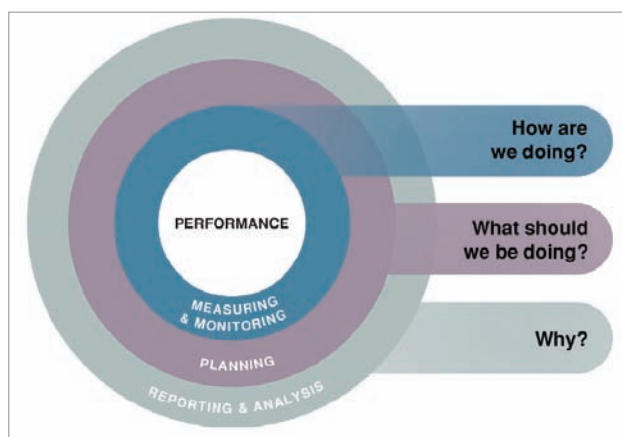 PERFORMANCE
MEASURING
& MONITORING
PLANNING
REPORTING & ANALYSIS
How are
we doing?
What should
we be doing?
Why?